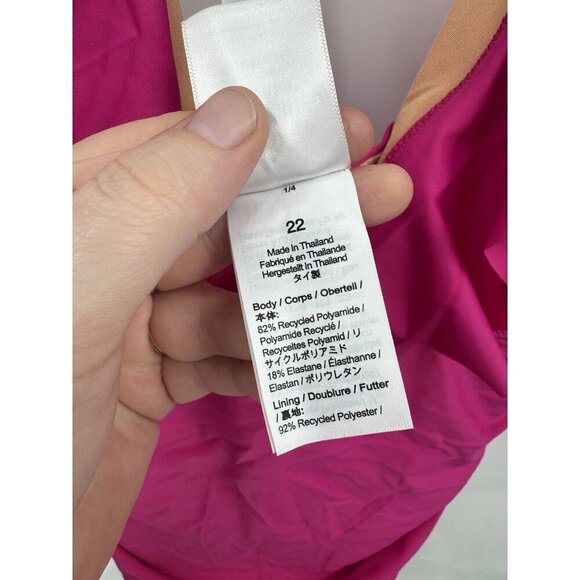 1/4
22
Made in Thailand
Fabriqué en Thaïlande
Hergestellt in Thailand
タイ製
Body / Corps / Oberteil /
本体:
82% Recycled Polyamide /
Polyamide Recyclé /
Recyceltes Polyamid / リ
サイクルポリアミド
18% Elastane / Élasthanne /
Elastan / ポリウレタン
Lining / Doublure / Futter
/ 裏地:
92% Recycled Polyester /